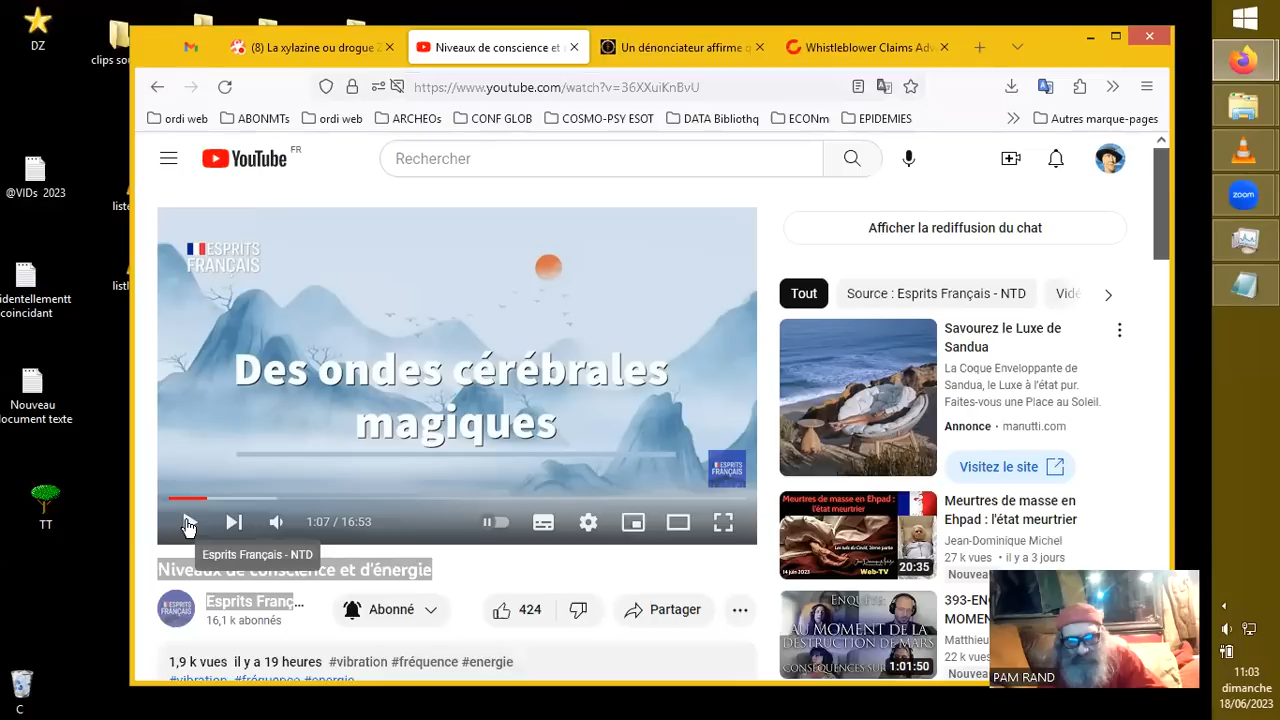 DZ
clips sou
@VIDs 2023
liste
identellementt
coincidant
listl
Nouveau
document texte
TT
C
(8) La xylazine ou drogue Z
Niveaux de conscience et
Un dénonciateur affirme q
Whistleblower Claims Adv
https://www.youtube.com/watch?v=36XXuiKnBvU
ordi web
ABONMTs
ordi web
ARCHEOs
CONF GLOB
COSMO-PSY ESOT
DATA Bibliothq
ECONm
EPIDEMIES
Autres marque-pages
YouTube FR
Rechercher
ESPRITS
FRANÇAIS
Des ondes cérébrales
magiques
ESPRITS
FRANÇAIS
1:07 / 16:53
Esprits Français - NTD
Niveaux de conscience et d'énergie
Esprits Franç...
16,1 k abonnés
Abonné
424
Partager
1,9 k vues il y a 19 heures #vibration #fréquence #energie
#vibration #fréquence #energie
Afficher la rediffusion du chat
Tout
Source : Esprits Français - NTD
Vidé
Savourez le Luxe de
Sandua
La Coque Enveloppante de
Sandua, le Luxe à l'état pur.
Faites-vous une Place au Soleil.
Annonce • manutti.com
Visitez le site
Meurtres de masse en Ehpad :
l'état meurtrier
Web-TV
20:35
Meurtres de masse en
Ehpad : l'état meurtrier
Jean-Dominique Michel
27 k vues • il y a 3 jours
Nouveau
ENQUÊTE
AU MOMENT DE LA
DESTRUCTION DE MARS
CONSÉQUENCES SUR
1:01:50
393-EN
MOMEN
Matthieu
22 k vues
Nouveau
PAM RAND
zoom
11:03
dimanche
18/06/2023